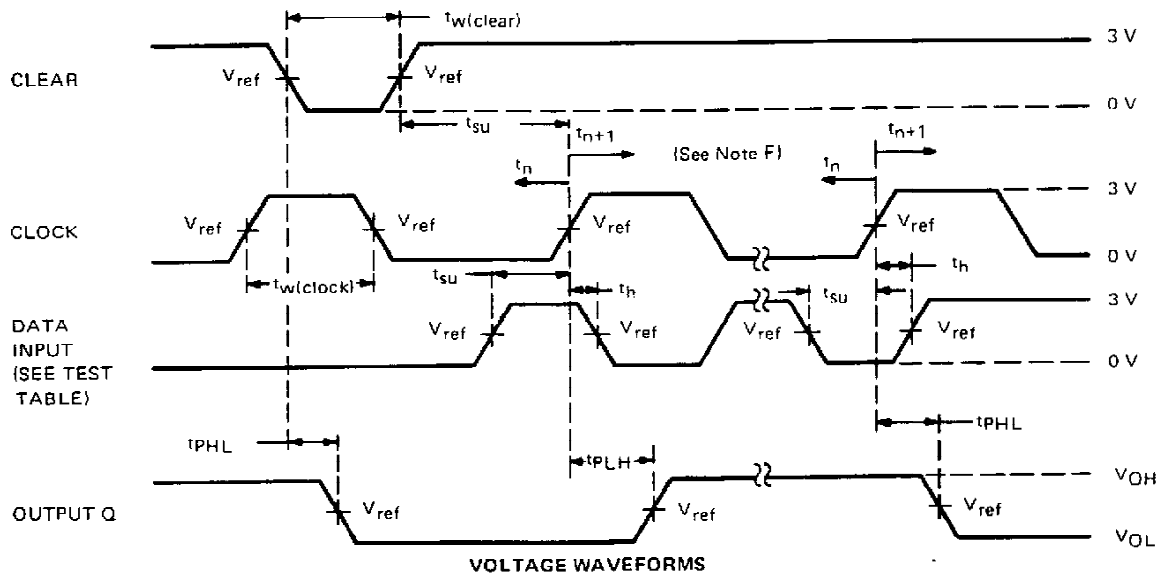 tw(clear)
3 V
CLEAR
Vref
Vref
0 V
tsu
tn+1
(See Note F)
tn+1
tn
tn
3 V
CLOCK
Vref
Vref
Vref
Vref
0 V
tw(clock)
tsu
th
tsu
th
3 V
DATA
INPUT
(SEE TEST
TABLE)
Vref
Vref
Vref
Vref
0 V
tPHL
tPLH
tPHL
VOH
OUTPUT Q
Vref
Vref
Vref
VOL
VOLTAGE WAVEFORMS